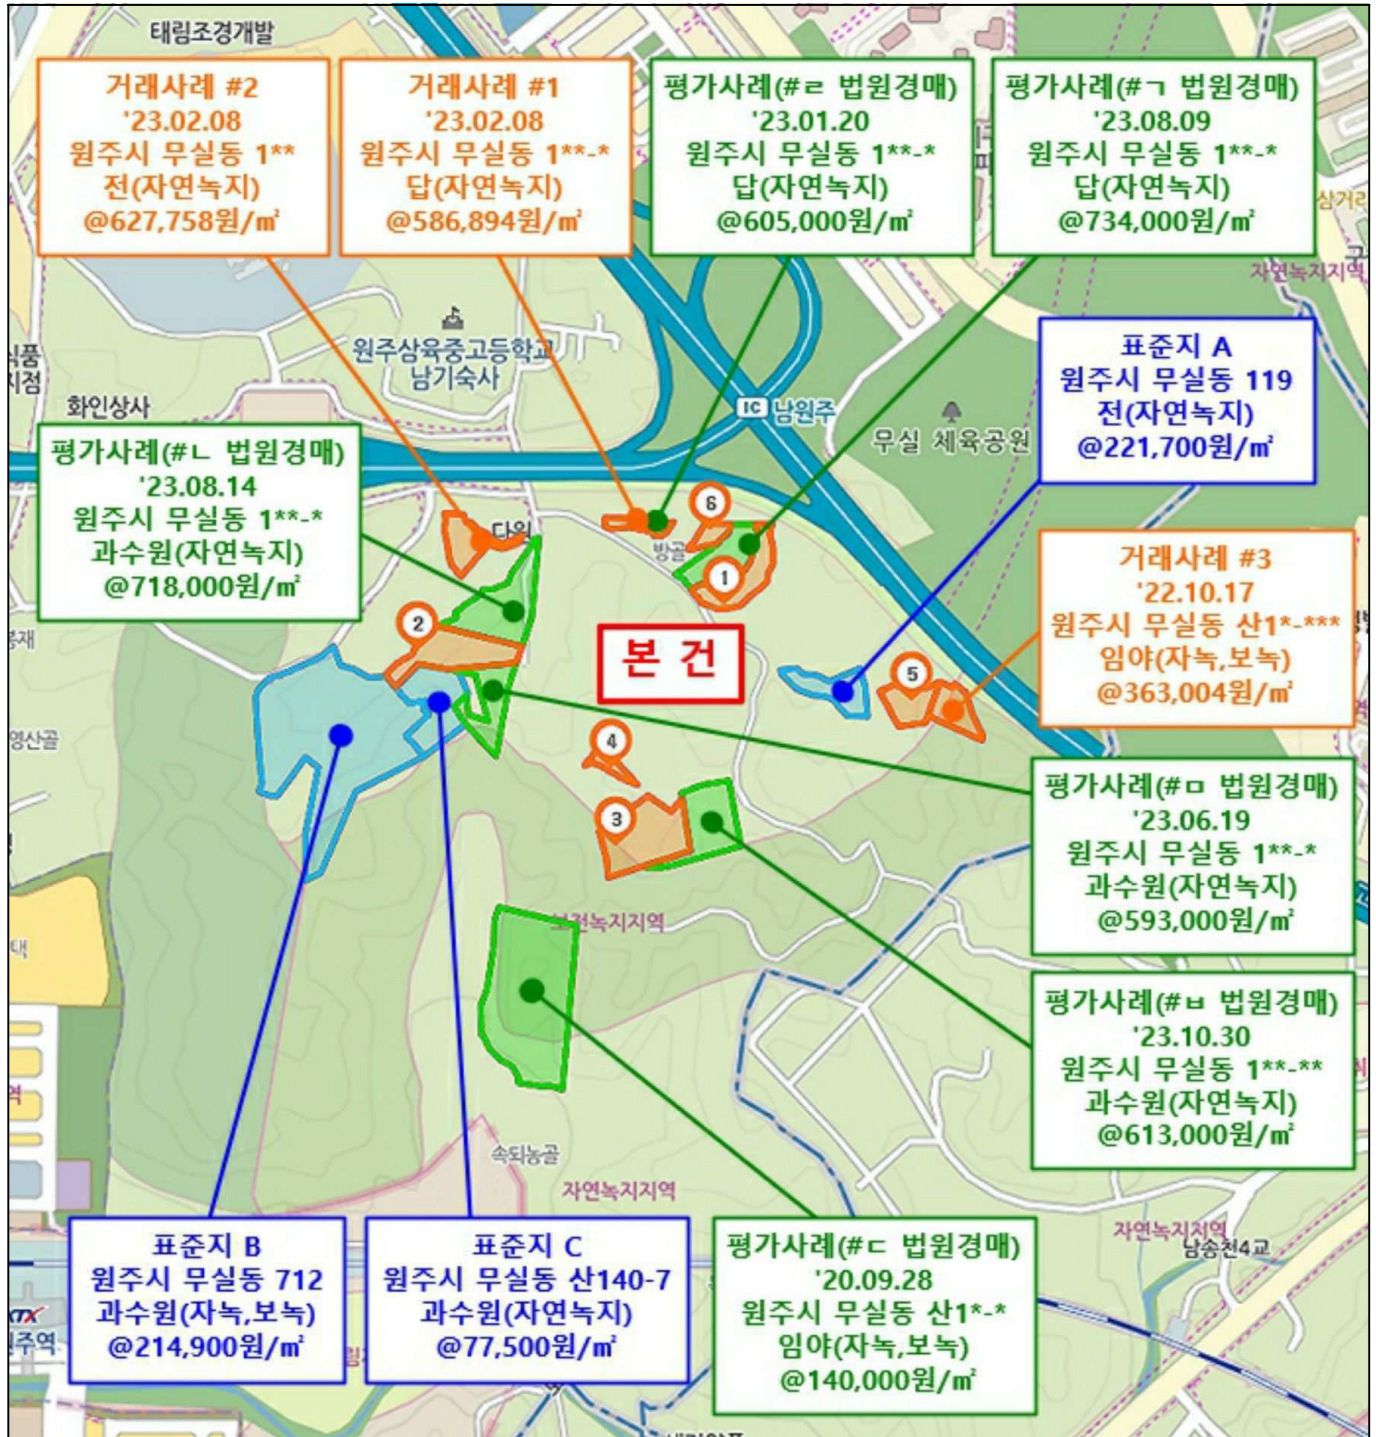 태림조경개발
거래사례 #2
'23.02.08
원주시 무실동 1**
전(자연녹지)
@627,758원/㎡
거래사례 #1
'23.02.08
원주시 무실동 1**-*
답(자연녹지)
@586,894원/㎡
평가사례(#ㄹ 법원경매)
'23.01.20
원주시 무실동 1**-*
답(자연녹지)
@605,000원/㎡
평가사례(#ㄱ 법원경매)
'23.08.09
원주시 무실동 1**-*
답(자연녹지)
@734,000원/㎡
삼거리
자연녹지지역
원주삼육중고등학교
남기숙사
식품
지점
화인상사
IC 남원주
무실 체육공원
표준지 A
원주시 무실동 119
전(자연녹지)
@221,700원/㎡
평가사례(#ㄴ 법원경매)
'23.08.14
원주시 무실동 1**-*
과수원(자연녹지)
@718,000원/㎡
다원
방골
6
1
2
본 건
5
4
3
거래사례 #3
'22.10.17
원주시 무실동 산1*-***
임야(자녹,보녹)
@363,004원/㎡
영산골
평가사례(#ㅁ 법원경매)
'23.06.19
원주시 무실동 1**-*
과수원(자연녹지)
@593,000원/㎡
보전녹지지역
택
평가사례(#ㅂ 법원경매)
'23.10.30
원주시 무실동 1**-**
과수원(자연녹지)
@613,000원/㎡
역
속되농골
자연녹지지역
자연녹지지역
남송천4교
표준지 B
원주시 무실동 712
과수원(자녹,보녹)
@214,900원/㎡
표준지 C
원주시 무실동 산140-7
과수원(자연녹지)
@77,500원/㎡
평가사례(#ㄷ 법원경매)
'20.09.28
원주시 무실동 산1*-*
임야(자녹,보녹)
@140,000원/㎡
KTX
원주역